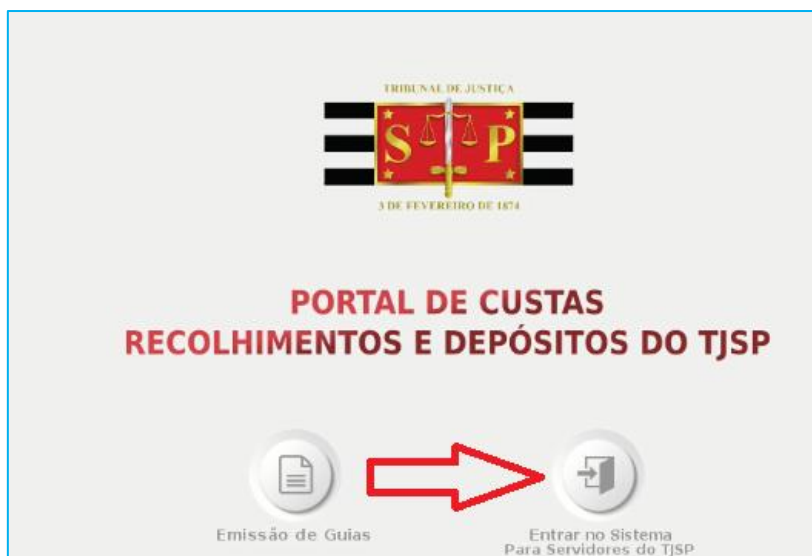 TRIBUNAL DE JUSTIÇA
S P
3 DE FEVEREIRO DE 1874
PORTAL DE CUSTAS
RECOLHIMENTOS E DEPÓSITOS DO TJSP
Emissão de Guias
Entrar no Sistema
Para Servidores do TJSP